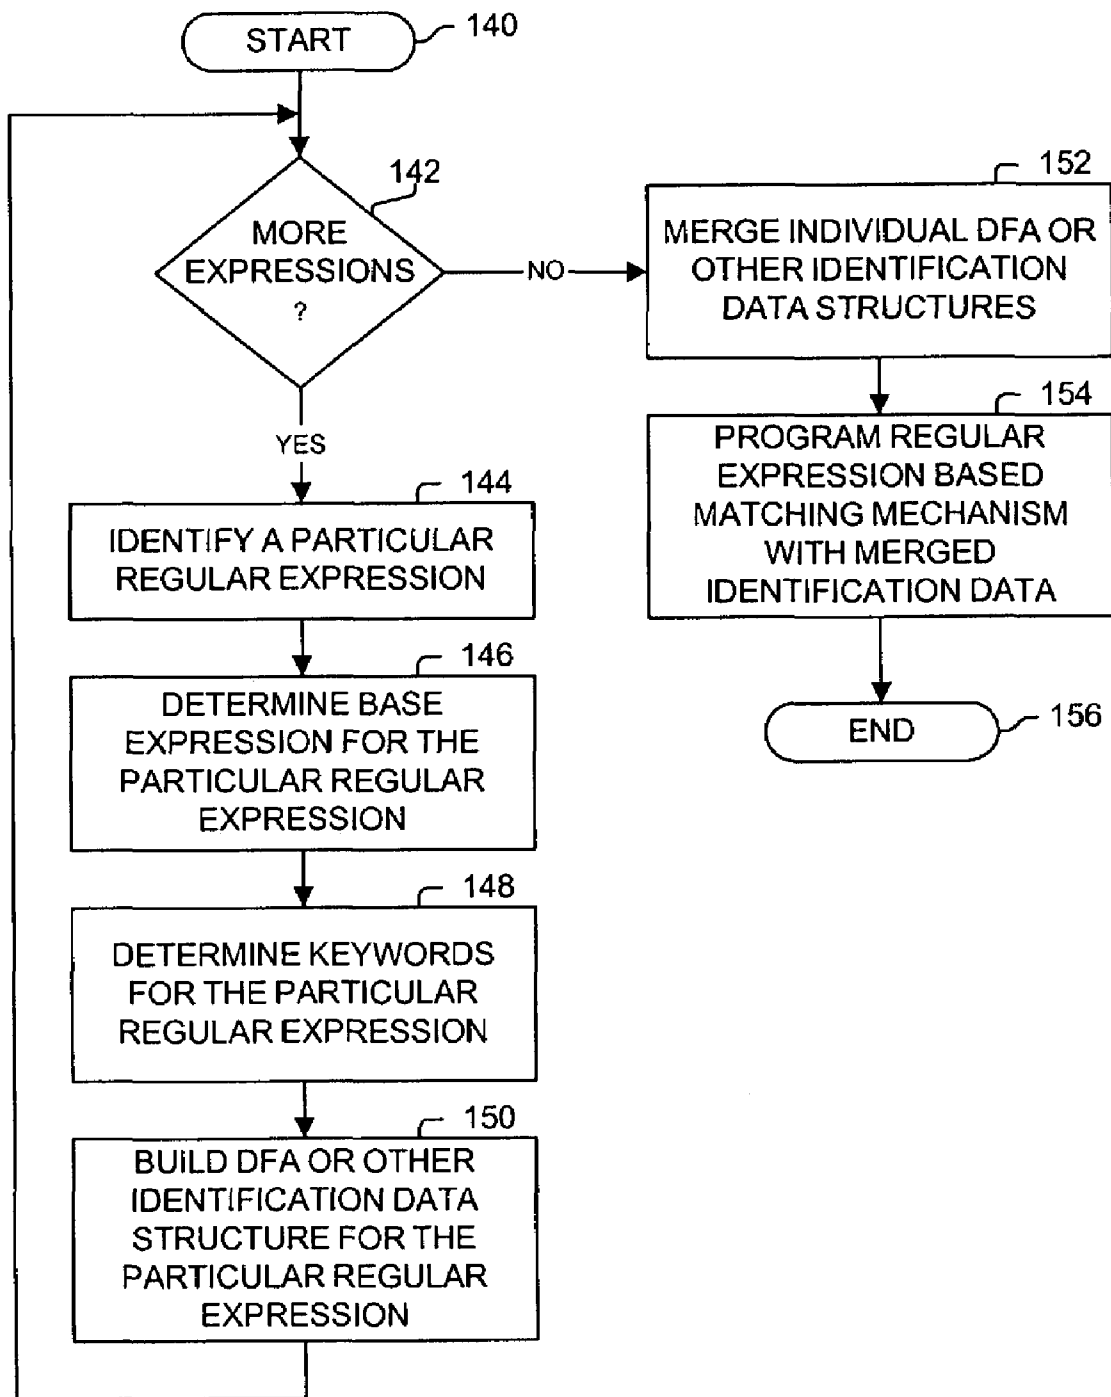 START
140
142
MORE
EXPRESSIONS
?
NO
YES
144
IDENTIFY A PARTICULAR
REGULAR EXPRESSION
146
DETERMINE BASE
EXPRESSION FOR THE
PARTICULAR REGULAR
EXPRESSION
148
DETERMINE KEYWORDS
FOR THE PARTICULAR
REGULAR EXPRESSION
150
BUILD DFA OR OTHER
IDENTIFICATION DATA
STRUCTURE FOR THE
PARTICULAR REGULAR
EXPRESSION
152
MERGE INDIVIDUAL DFA OR
OTHER IDENTIFICATION
DATA STRUCTURES
154
PROGRAM REGULAR
EXPRESSION BASED
MATCHING MECHANISM
WITH MERGED
IDENTIFICATION DATA
END
156